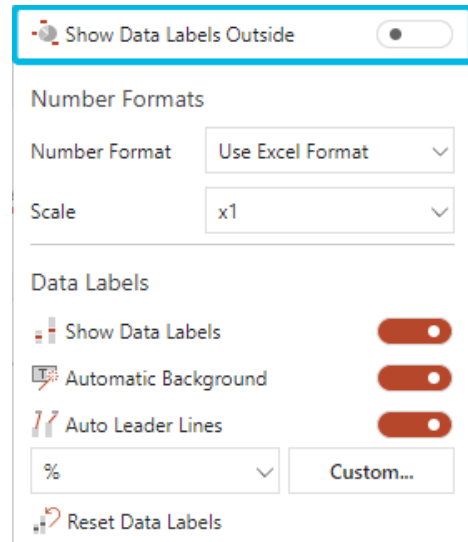 Show Data Labels Outside
Number Formats
Number Format Use Excel Format
Scale x1
Data Labels
Show Data Labels
Automatic Background
Auto Leader Lines
% Custom...
Reset Data Labels